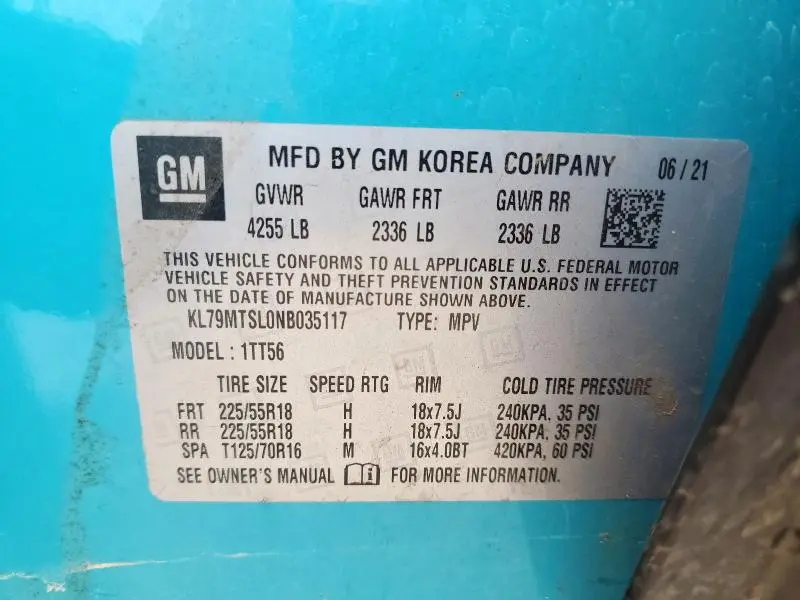 GM MFD BY GM KOREA COMPANY 06/21
GVWR GAWR FRT GAWR RR
4255 LB 2336 LB 2336 LB
THIS VEHICLE CONFORMS TO ALL APPLICABLE U.S. FEDERAL MOTOR
VEHICLE SAFETY AND THEFT PREVENTION STANDARDS IN EFFECT
ON THE DATE OF MANUFACTURE SHOWN ABOVE.
KL79MTSL0NB035117 TYPE: MPV
MODEL : 1TT56
TIRE SIZE SPEED RTG RIM COLD TIRE PRESSURE
FRT 225/55R18 H 18x7.5J 240KPA, 35 PSI
RR 225/55R18 H 18x7.5J 240KPA, 35 PSI
SPA T125/70R16 M 16x4.0BT 420KPA, 60 PSI
SEE OWNER'S MANUAL FOR MORE INFORMATION.